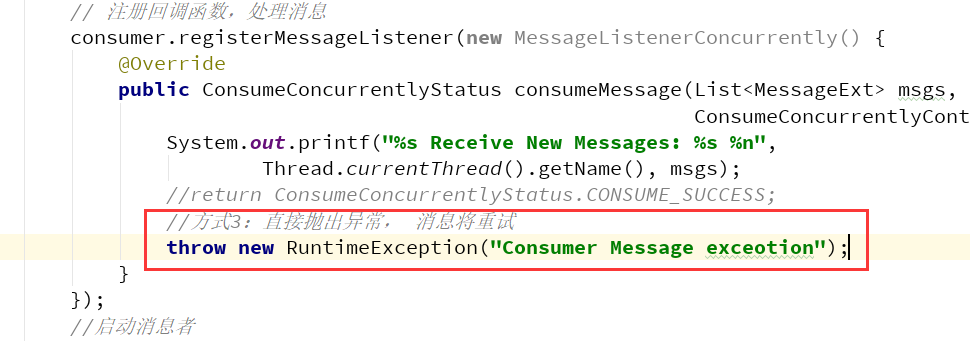 // 注册回调函数，处理消息
consumer.registerMessageListener(new MessageListenerConcurrently() {
@Override
public ConsumeConcurrentlyStatus consumeMessage(List<MessageExt> msgs,
ConsumeConcurrentlyCont
System.out.printf("%s Receive New Messages: %s %n",
Thread.currentThread().getName(), msgs);
//return ConsumeConcurrentlyStatus.CONSUME_SUCCESS;
//方式3：直接抛出异常， 消息将重试
throw new RuntimeException("Consumer Message exceotion");
}
});
//启动消息者